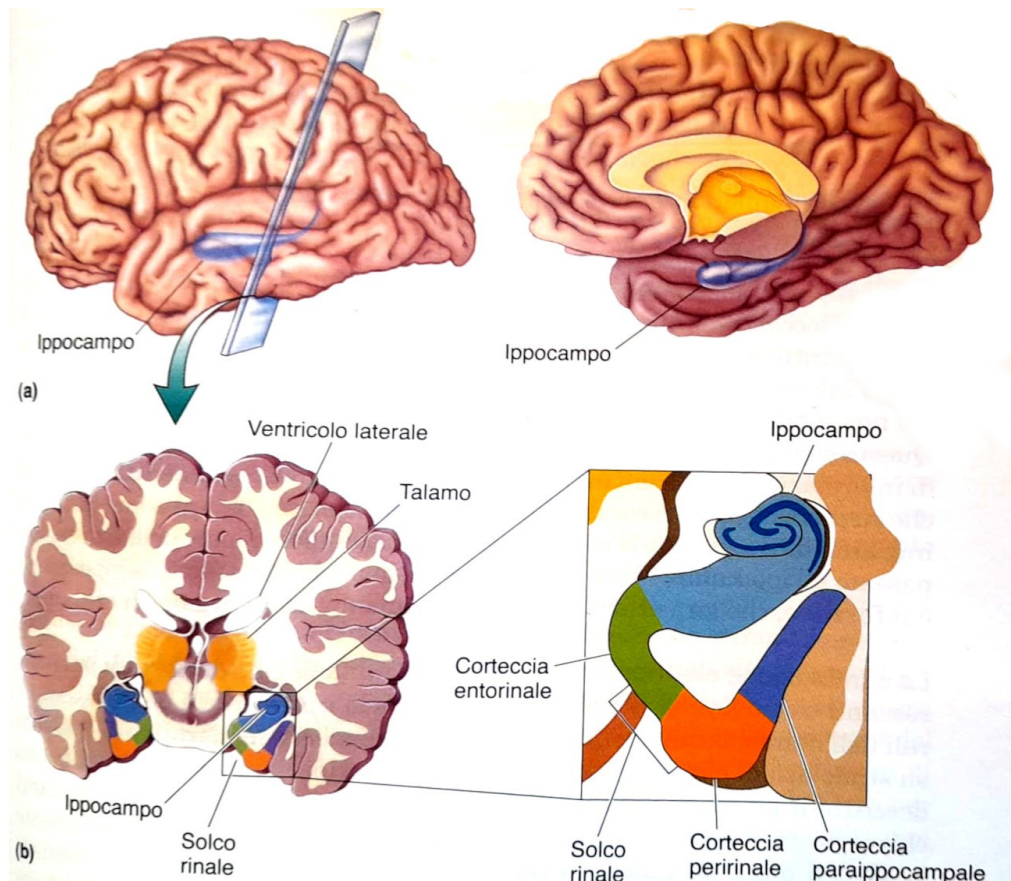 Ippocampo
Ippocampo
(a)
Ventricolo laterale
Talamo
Ippocampo
Solco
rinale
(b)
Ippocampo
Corteccia
entorinale
Solco
rinale
Corteccia
peririnale
Corteccia
paraippocampale